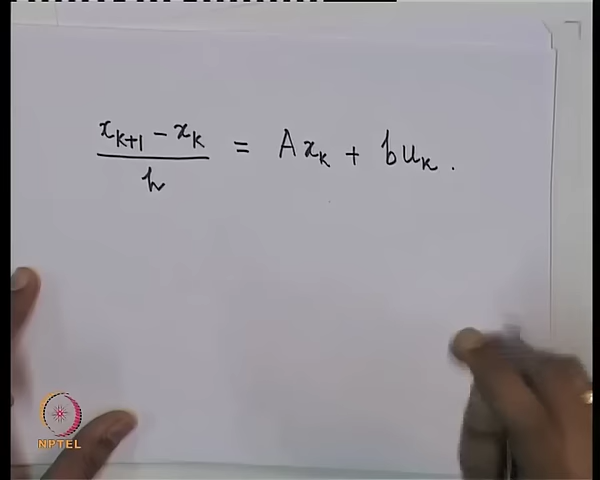 (x_{k+1} - x_k)/h = A x_k + b u_k.
NPTEL